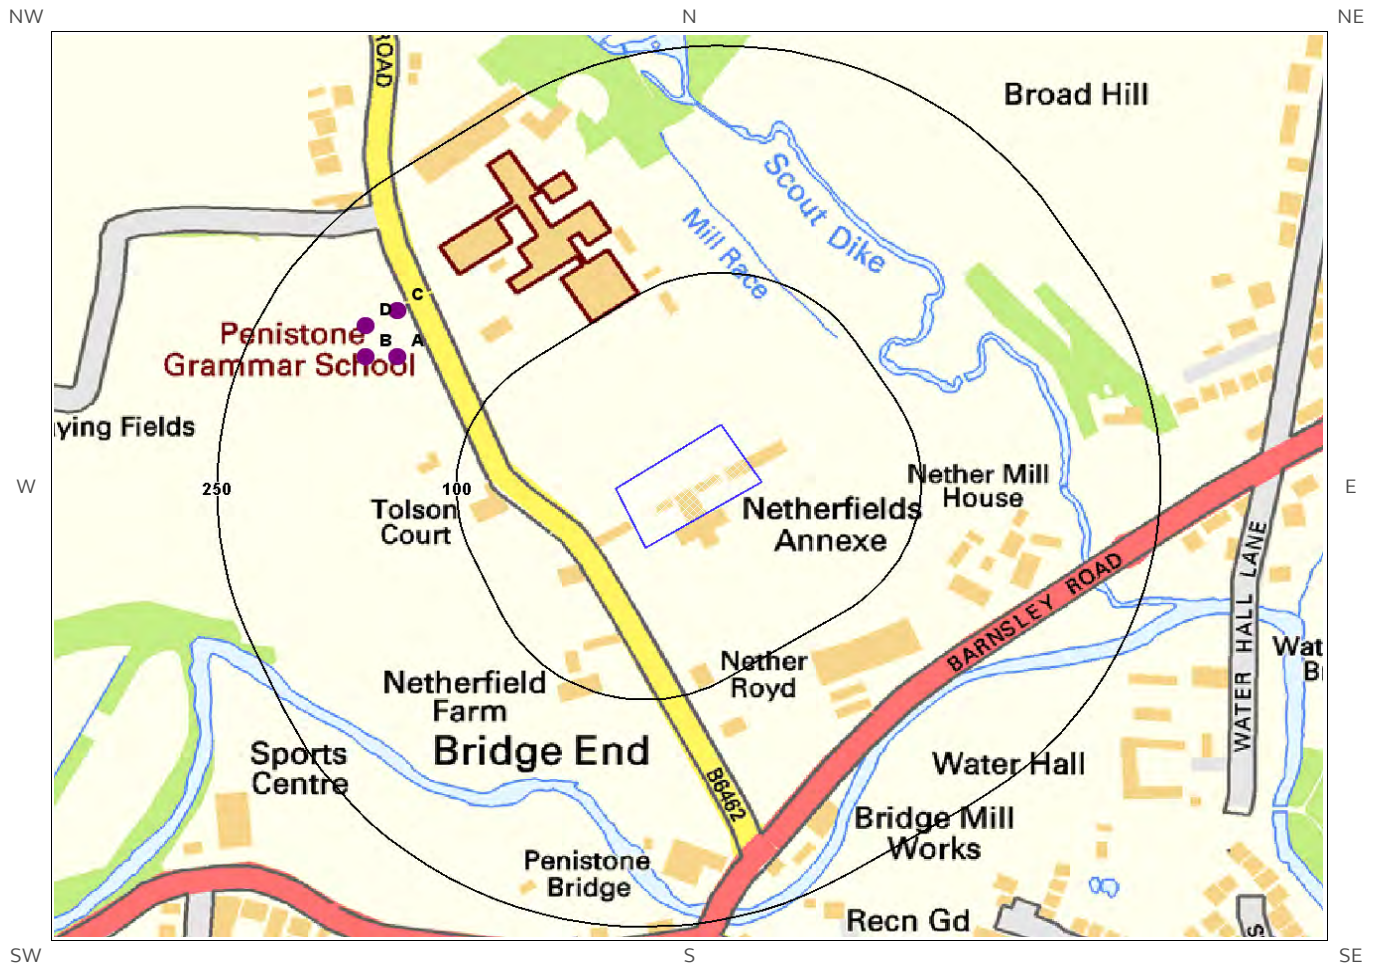 NW
N
NE
ROAD
Broad Hill
Scout Dike
Mill Race
C
D
Penistone
B
A
Grammar School
ying Fields
Nether Mill
House
W
250
100
E
Tolson
Court
Netherfields
Annexe
BARNSLEY ROAD
WATER HALL LANE
Nether
Royd
Wat
B
Netherfield
Farm
Bridge End
Sports
Centre
B6462
Water Hall
Bridge Mill
Works
Penistone
Bridge
Recn Gd
S
SW
S
SE